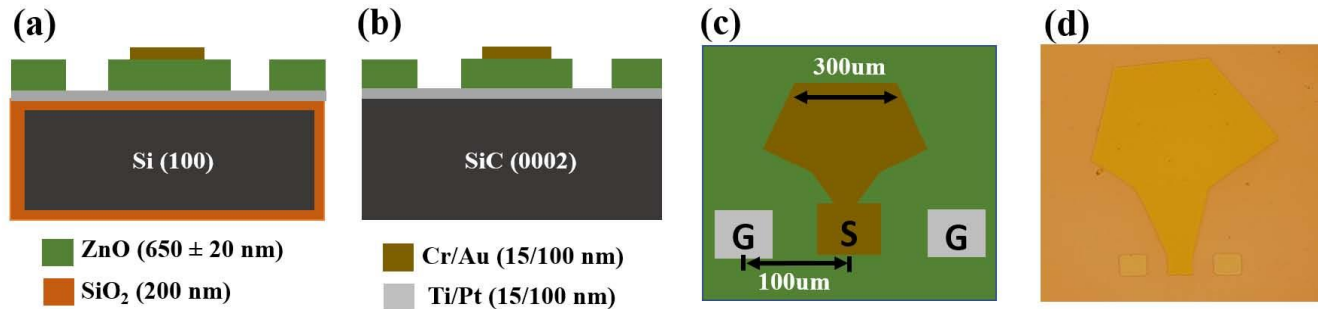 (a)
(b)
(c)
(d)
Si (100)
SiC (0002)
300um
G
S
G
100um
ZnO (650 ± 20 nm)
SiO₂ (200 nm)
Cr/Au (15/100 nm)
Ti/Pt (15/100 nm)